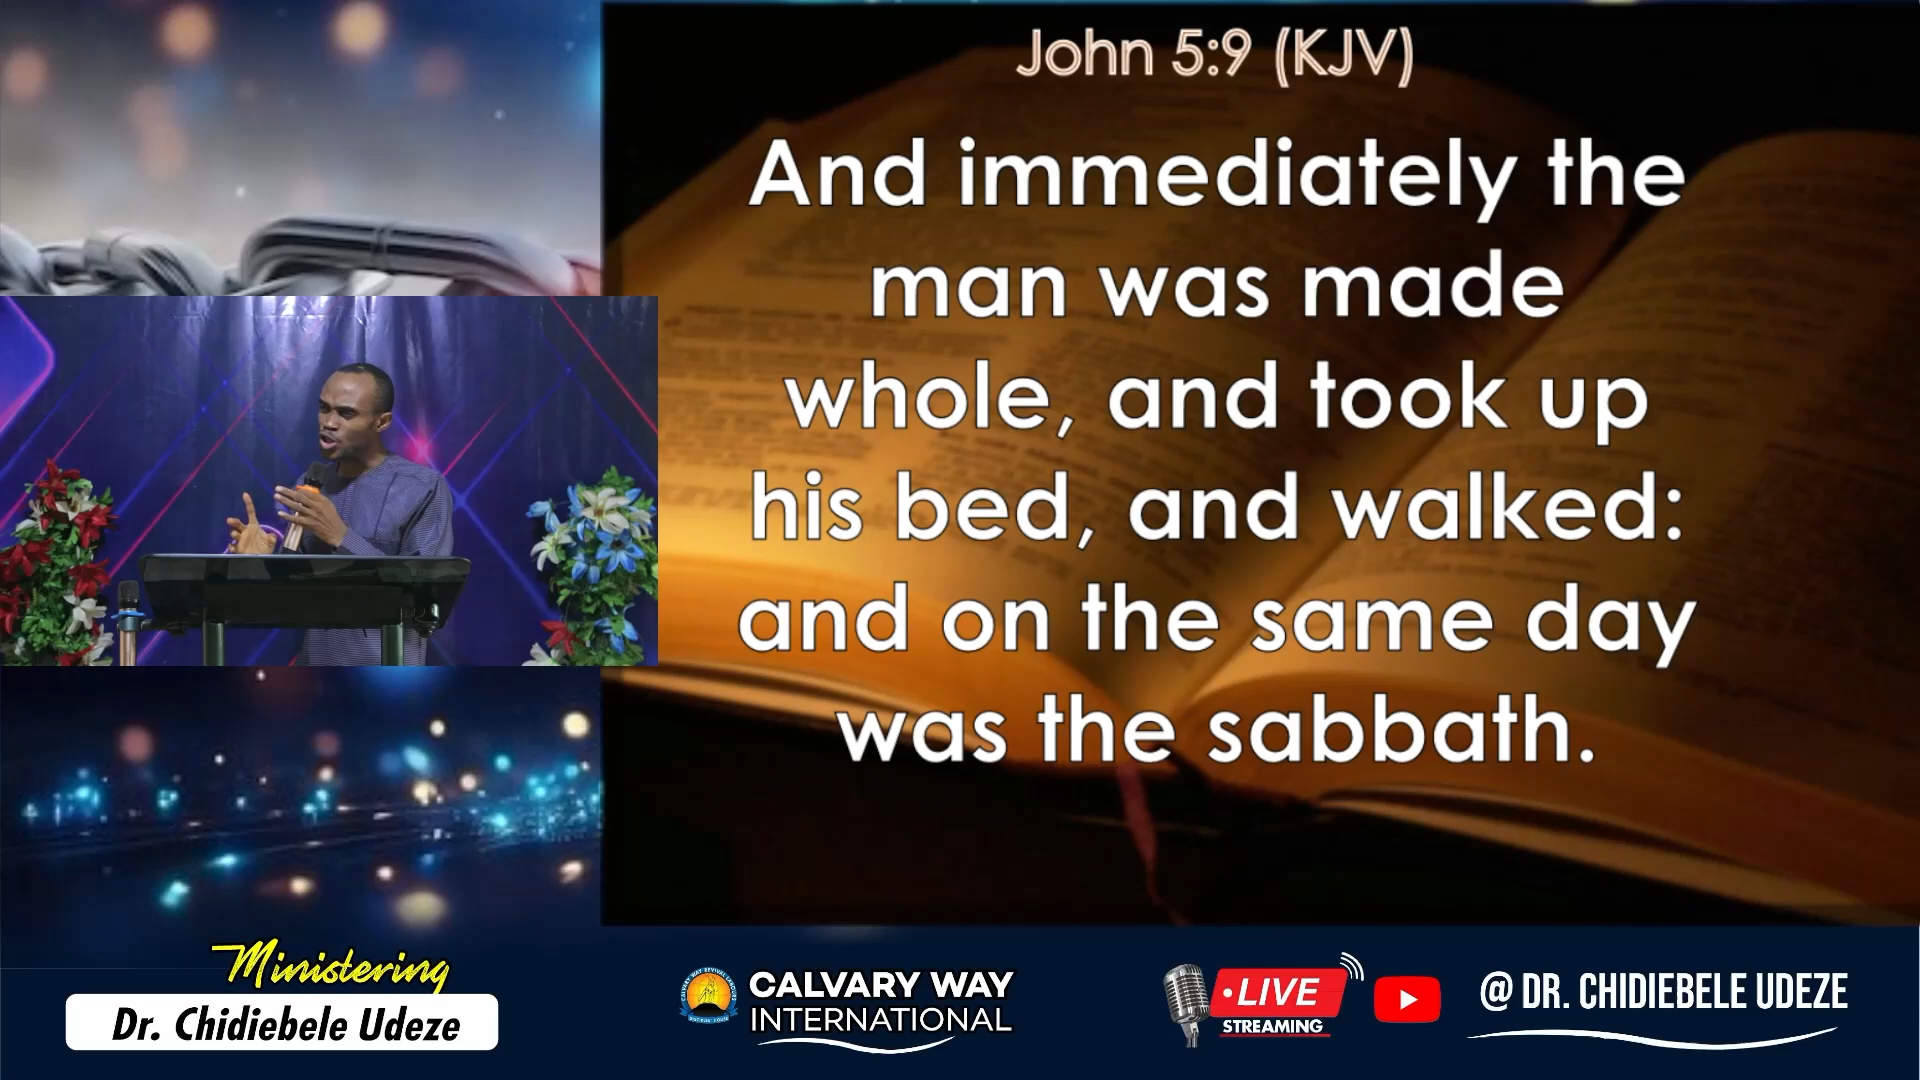 John 5:9 (KJV)
And immediately the
man was made
whole, and took up
his bed, and walked:
and on the same day
was the sabbath.
Ministering
Dr. Chidiebele Udeze
CALVARY WAY
INTERNATIONAL
• LIVE
STREAMING
@ DR. CHIDIEBELE UDEZE